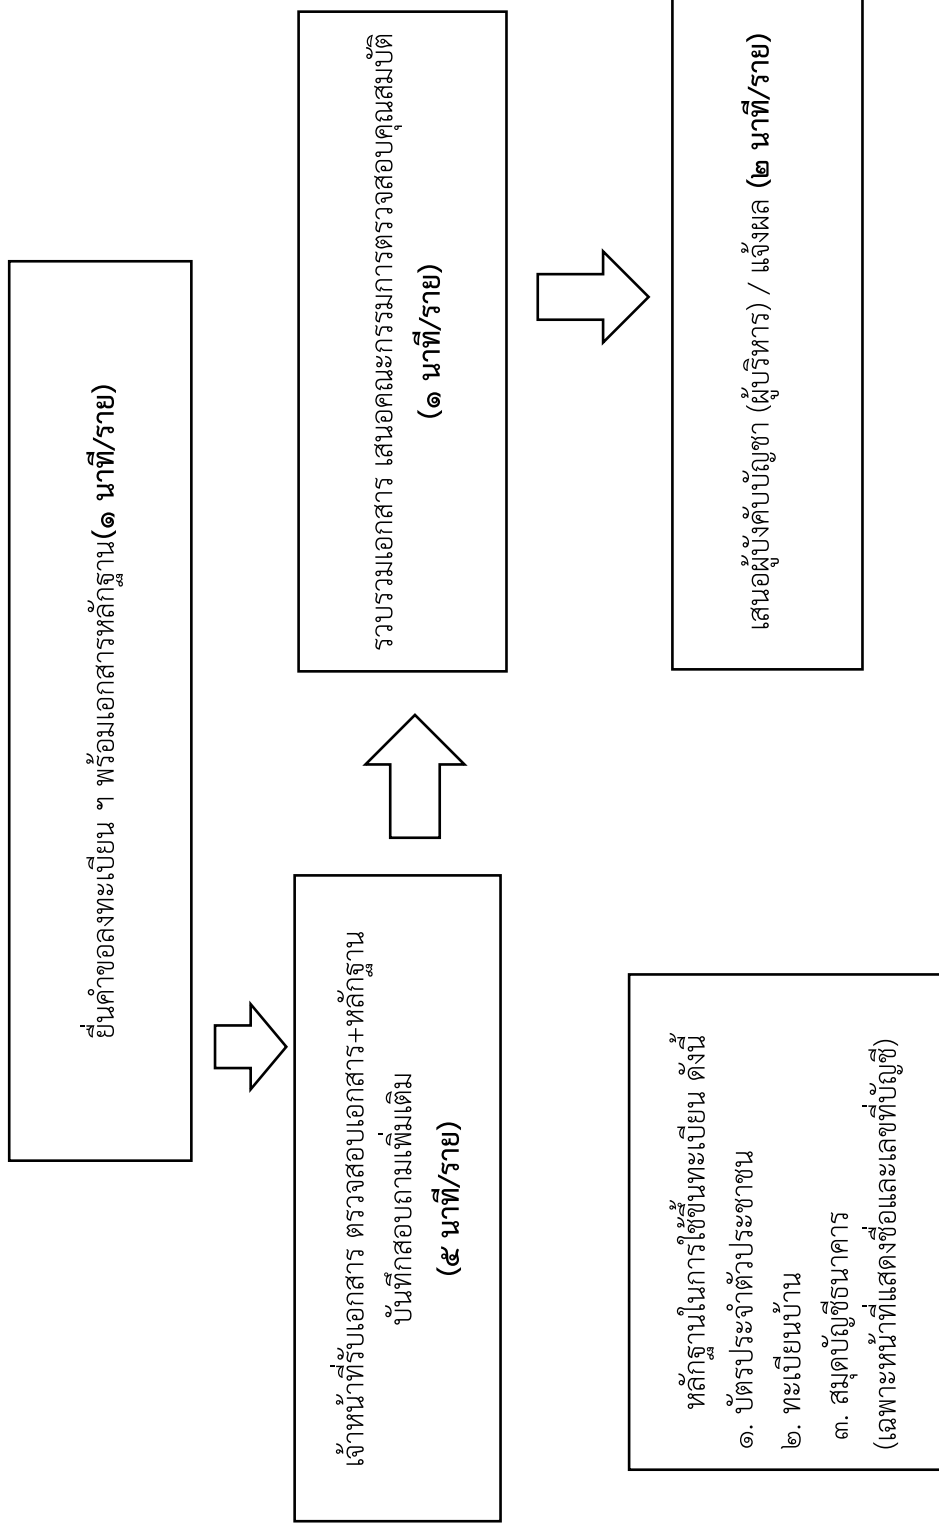 ยื่นคำขอลงทะเบียน ฯ พร้อมเอกสารหลักฐาน(๑ นาที/ราย)
เจ้าหน้าที่รับเอกสาร ตรวจสอบเอกสาร+หลักฐาน
บันทึกสอบถามเพิ่มเติม
(๕ นาที/ราย)
รวบรวมเอกสาร เสนอคณะกรรมการตรวจสอบคุณสมบัติ
(๑ นาที/ราย)
เสนอผู้บังคับบัญชา (ผู้บริหาร) / แจ้งผล (๒ นาที/ราย)
หลักฐานในการใช้ขึ้นทะเบียน ดังนี้
๑. บัตรประจำตัวประชาชน
๒. ทะเบียนบ้าน
๓. สมุดบัญชีธนาคาร
(เฉพาะหน้าที่แสดงชื่อและเลขที่บัญชี)